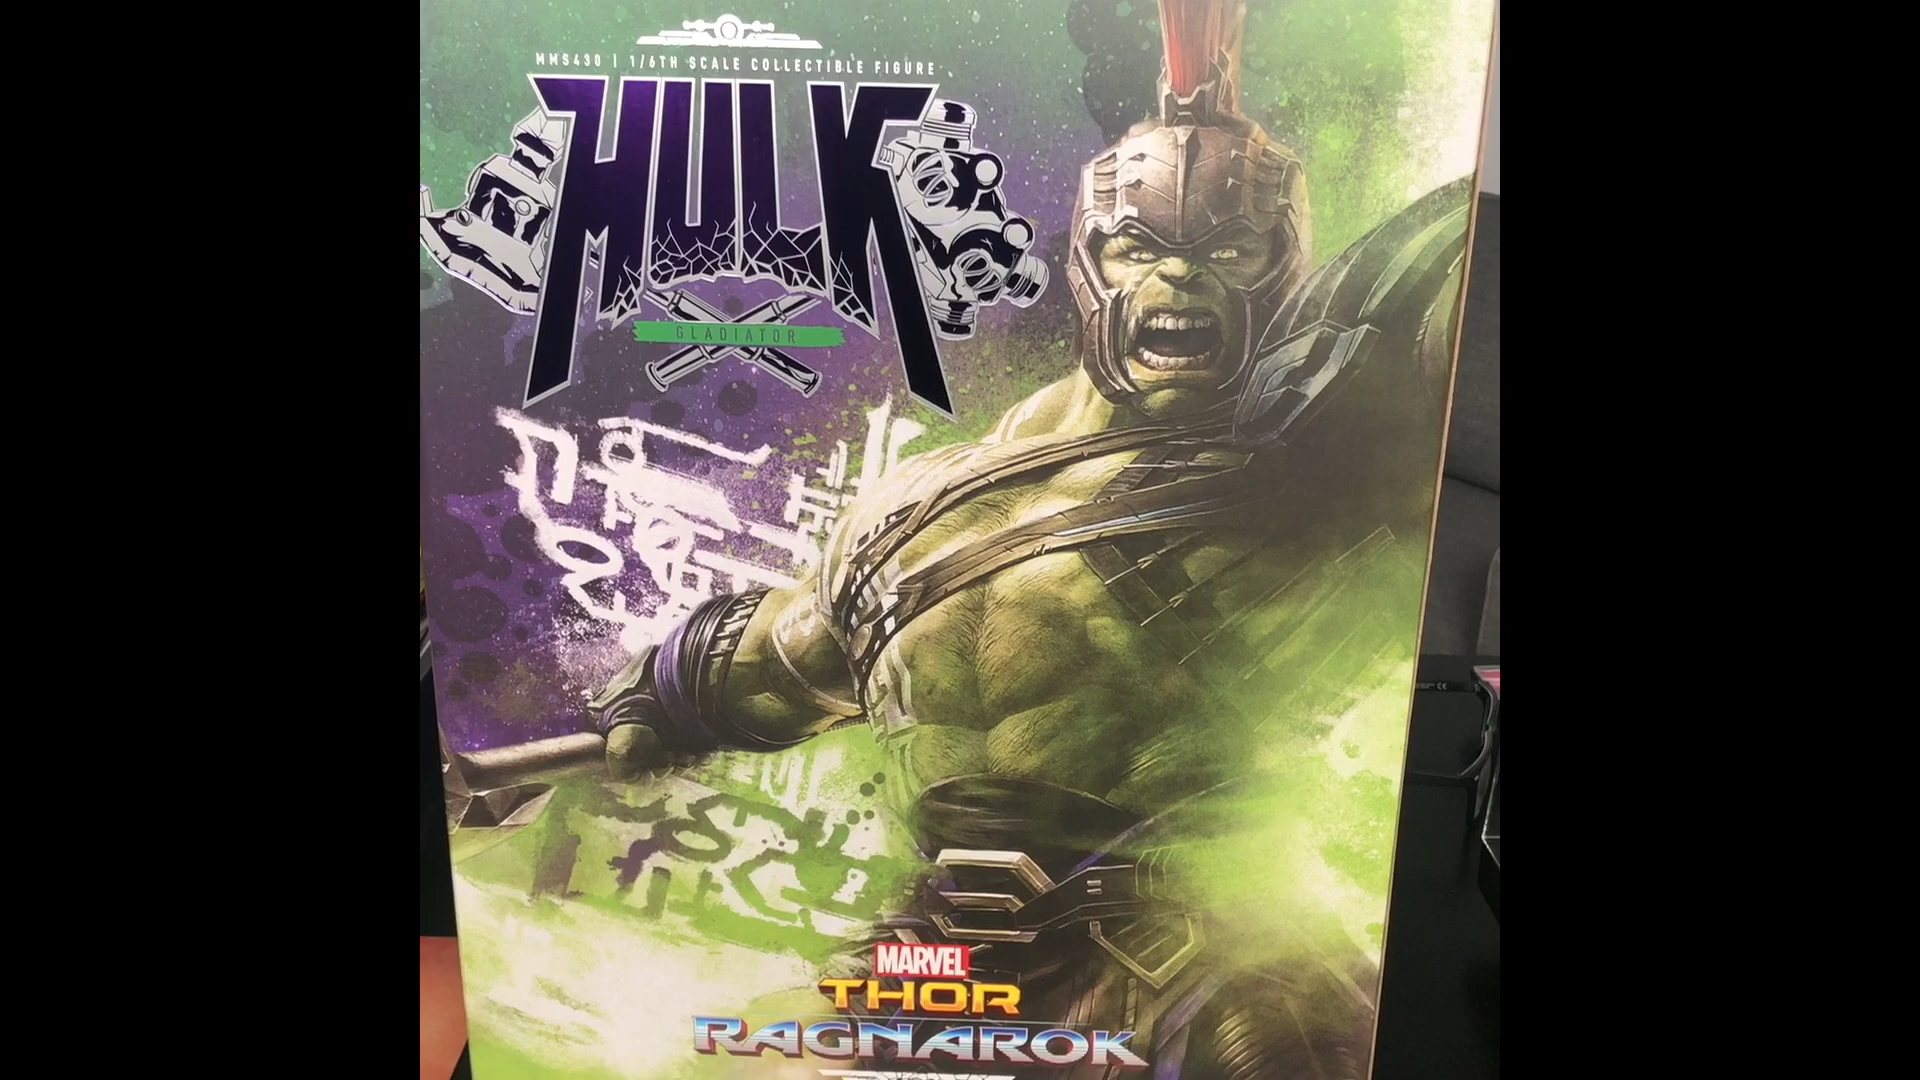 MMS430 | 1/6TH SCALE COLLECTIBLE FIGURE
HULK
GLADIATOR
MARVEL
THOR
RAGNAROK